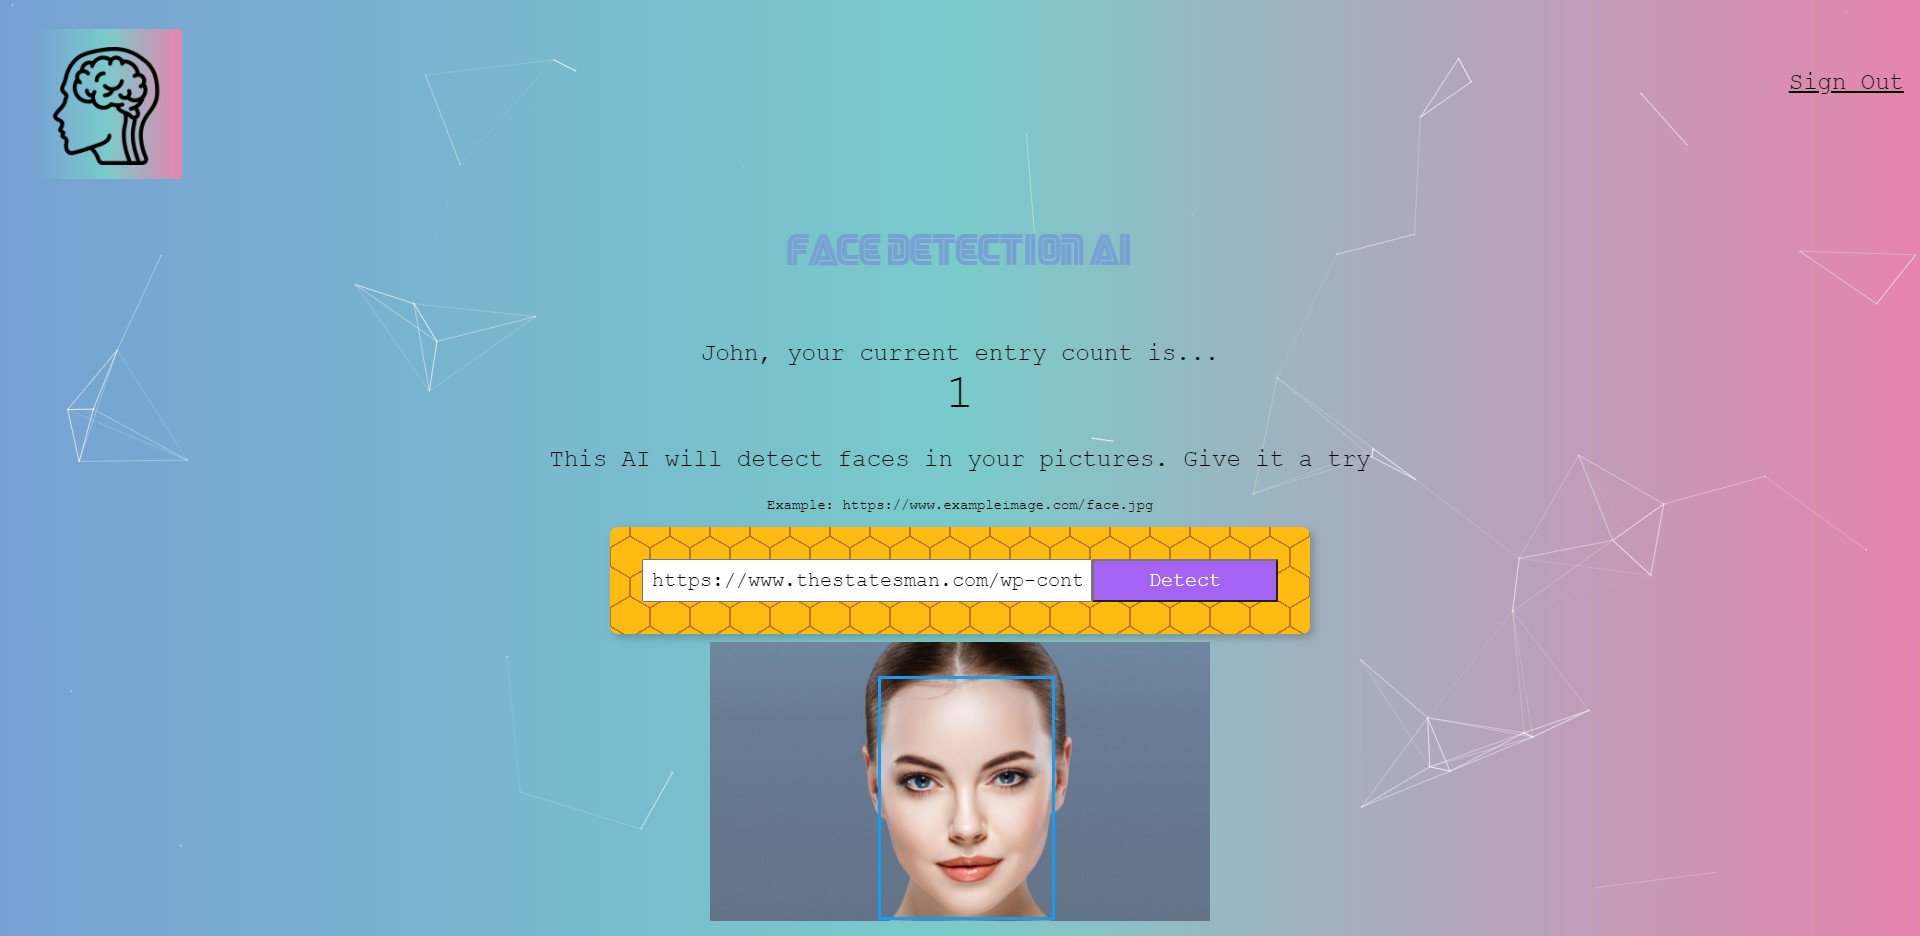 Sign Out
FACE DETECTION AI
John, your current entry count is...
1
This AI will detect faces in your pictures. Give it a try
Example: https://www.exampleimage.com/face.jpg
https://www.thestatesman.com/wp-cont
Detect